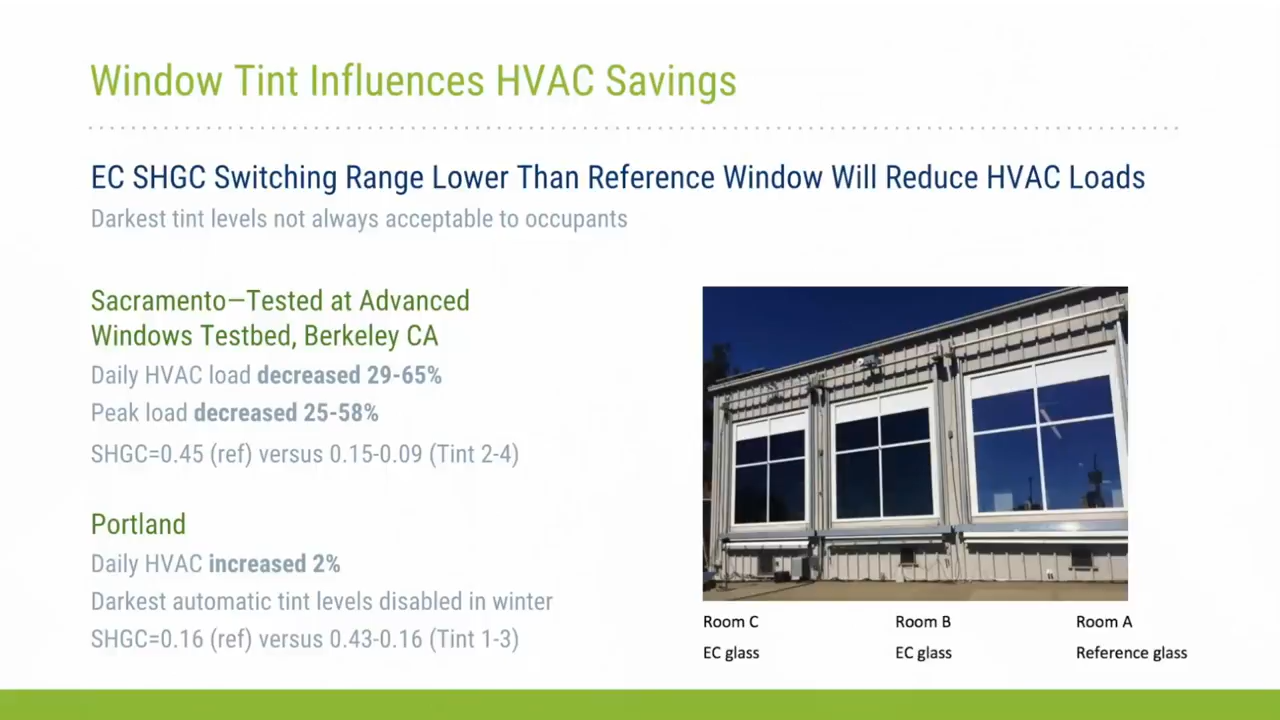 Window Tint Influences HVAC Savings
EC SHGC Switching Range Lower Than Reference Window Will Reduce HVAC Loads
Darkest tint levels not always acceptable to occupants
Sacramento—Tested at Advanced
Windows Testbed, Berkeley CA
Daily HVAC load decreased 29-65%
Peak load decreased 25-58%
SHGC=0.45 (ref) versus 0.15-0.09 (Tint 2-4)
Portland
Daily HVAC increased 2%
Darkest automatic tint levels disabled in winter
SHGC=0.16 (ref) versus 0.43-0.16 (Tint 1-3)
Room C
EC glass
Room B
EC glass
Room A
Reference glass